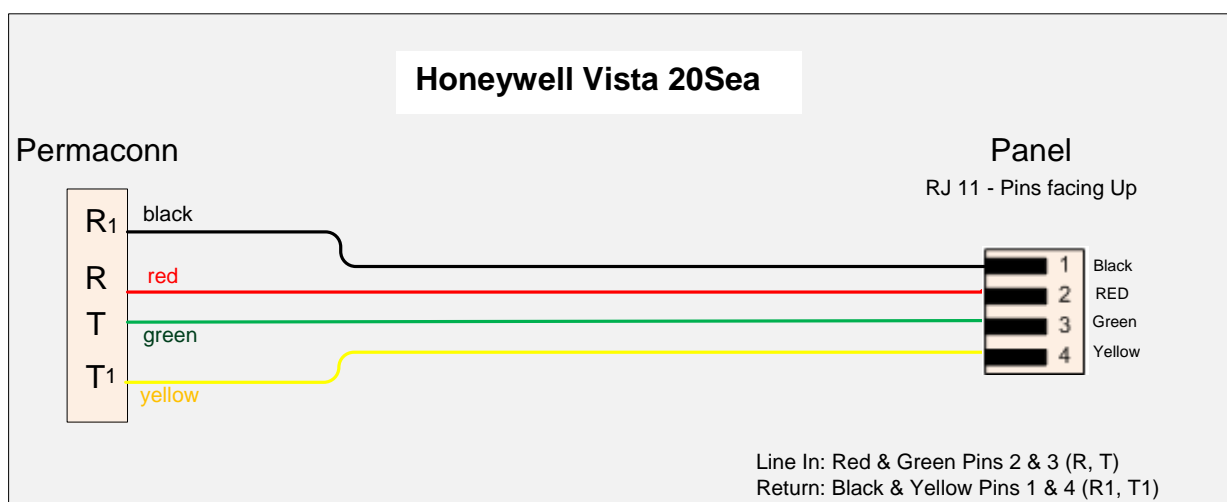 Honeywell Vista 20Sea
Permaconn
Panel
RJ 11 - Pins facing Up
R1
black
R
red
T
green
T1
yellow
1 Black
2 RED
3 Green
4 Yellow
Line In: Red & Green Pins 2 & 3 (R, T)
Return: Black & Yellow Pins 1 & 4 (R1, T1)